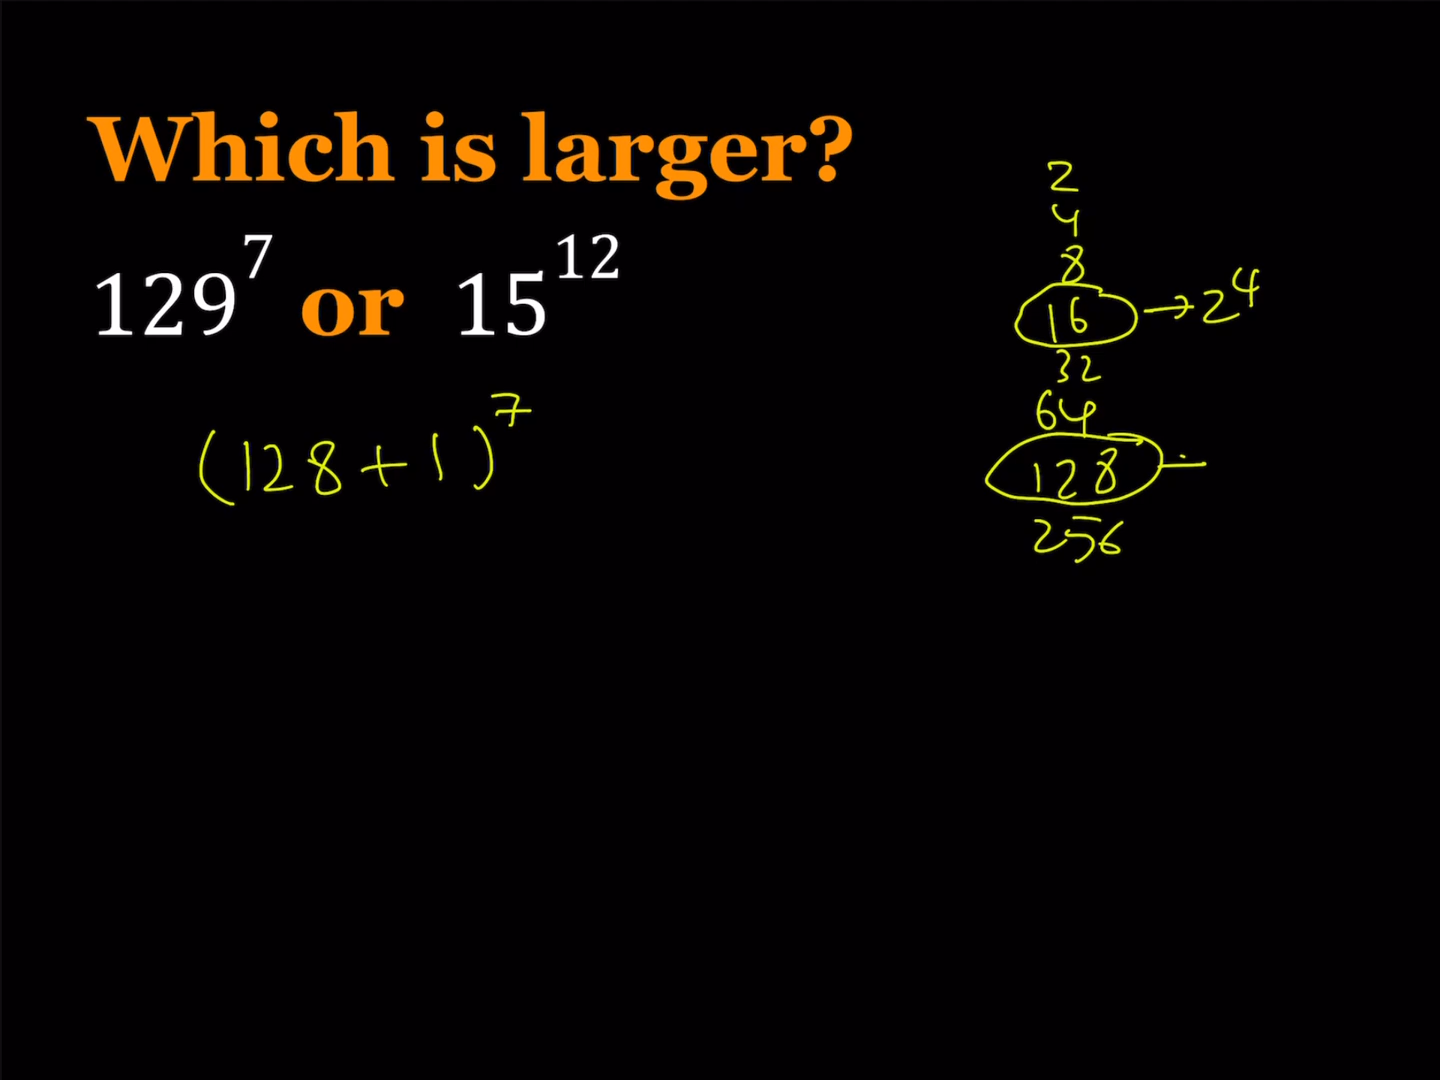 Which is larger?
129^7 or 15^12
(128+1)^7
2
4
8
16 → 2^4
32
64
128 -
256